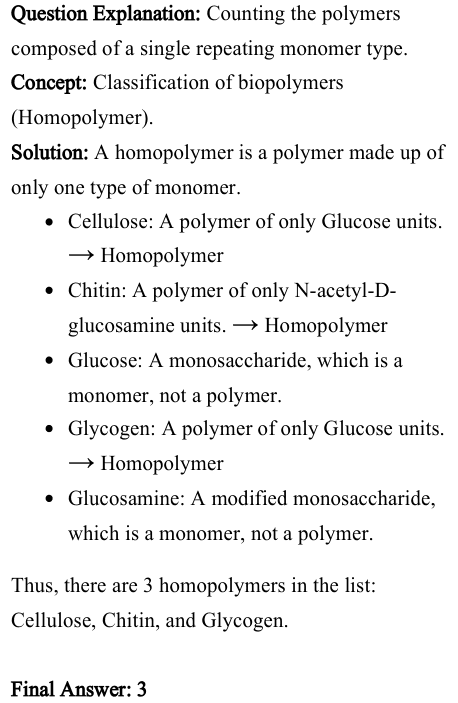 Question Explanation: Counting the polymers
composed of a single repeating monomer type.
Concept: Classification of biopolymers
(Homopolymer).
Solution: A homopolymer is a polymer made up of
only one type of monomer.
• Cellulose: A polymer of only Glucose units.
→ Homopolymer
• Chitin: A polymer of only N-acetyl-D-
glucosamine units. → Homopolymer
• Glucose: A monosaccharide, which is a
monomer, not a polymer.
• Glycogen: A polymer of only Glucose units.
→ Homopolymer
• Glucosamine: A modified monosaccharide,
which is a monomer, not a polymer.
Thus, there are 3 homopolymers in the list:
Cellulose, Chitin, and Glycogen.
Final Answer: 3